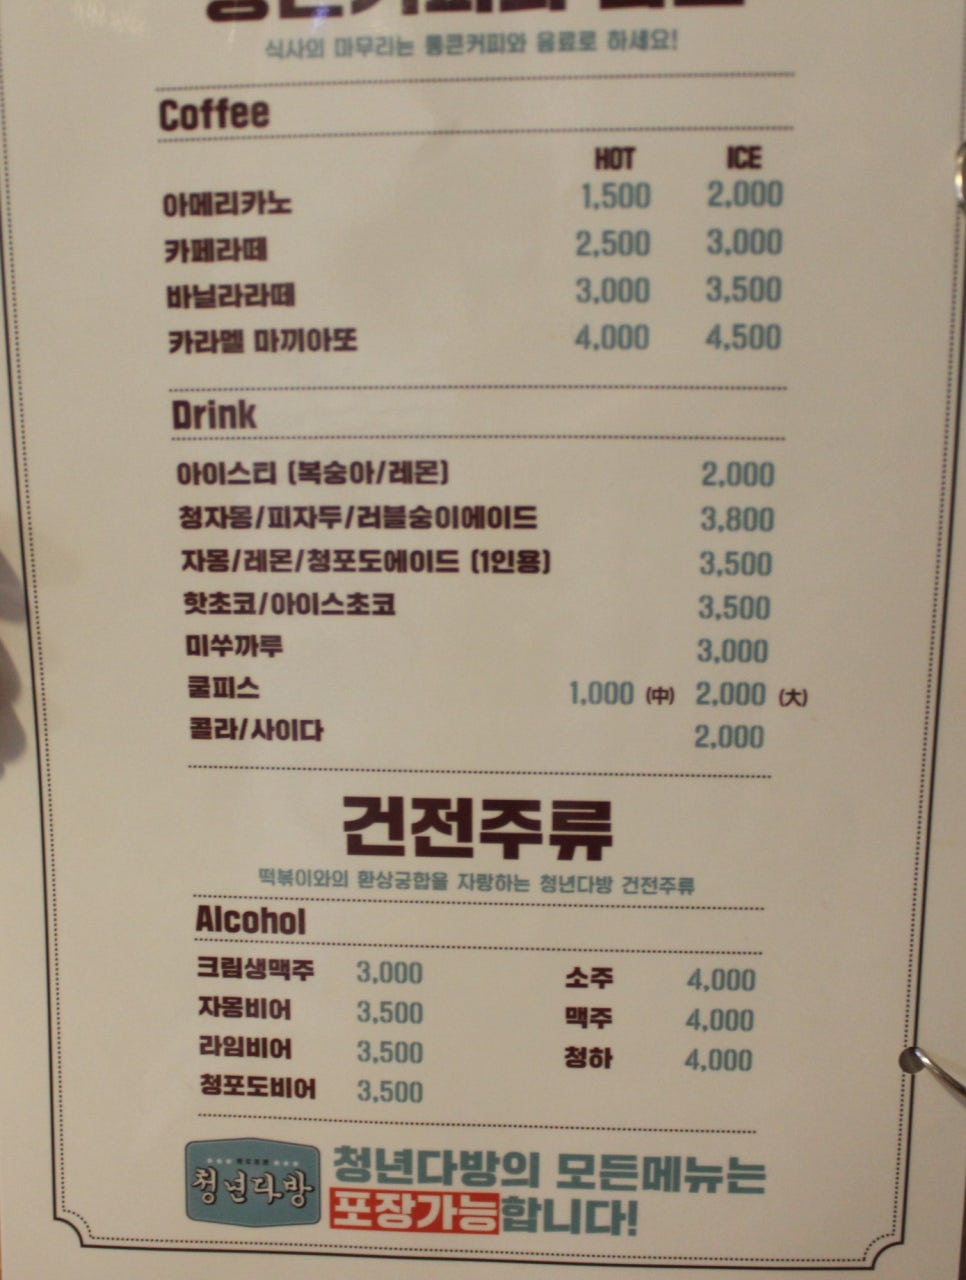 식사의 마무리는 통큰커피와 음료로 하세요!
Coffee
HOT ICE
아메리카노 1,500 2,000
카페라떼 2,500 3,000
바닐라라떼 3,000 3,500
카라멜 마끼아또 4,000 4,500
Drink
아이스티 (복숭아/레몬) 2,000
청자몽/피자두/러블숭이에이드 3,800
자몽/레몬/청포도에이드 (1인용) 3,500
핫초코/아이스초코 3,500
미쑤까루 3,000
쿨피스 1,000 (中) 2,000 (大)
콜라/사이다 2,000
건전주류
떡볶이와의 환상궁합을 자랑하는 청년다방 건전주류
Alcohol
크림생맥주 3,000 소주 4,000
자몽비어 3,500 맥주 4,000
라임비어 3,500 청하 4,000
청포도비어 3,500
청년다방
청년다방의 모든메뉴는
포장가능합니다!